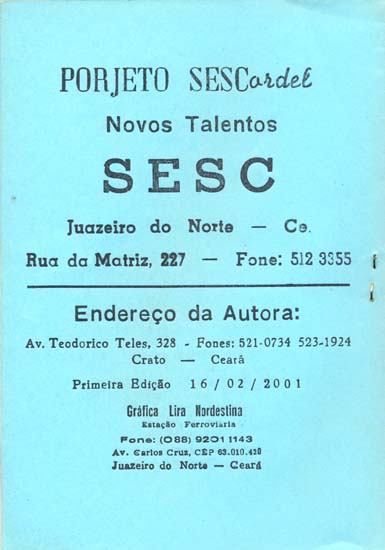 PORJETO SESCordel
Novos Talentos
SESC
Juazeiro do Norte — Ce.
Rua da Matriz, 227 — Fone: 512 3355
Endereço da Autora:
Av. Teodorico Teles, 328 - Fones: 521-0734 523-1924
Crato — Ceará
Primeira Edição 16 / 02 / 2001
Gráfica Lira Nordestina
Estação Ferroviária
Fone: (088) 9201 1143
Av. Carlos Cruz, CEP 63.010.420
Juazeiro do Norte — Ceará